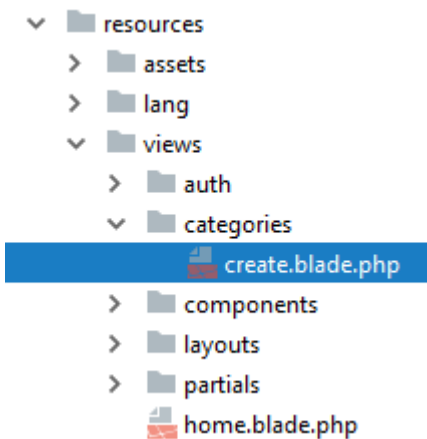 resources
assets
lang
views
auth
categories
create.blade.php
components
layouts
partials
home.blade.php